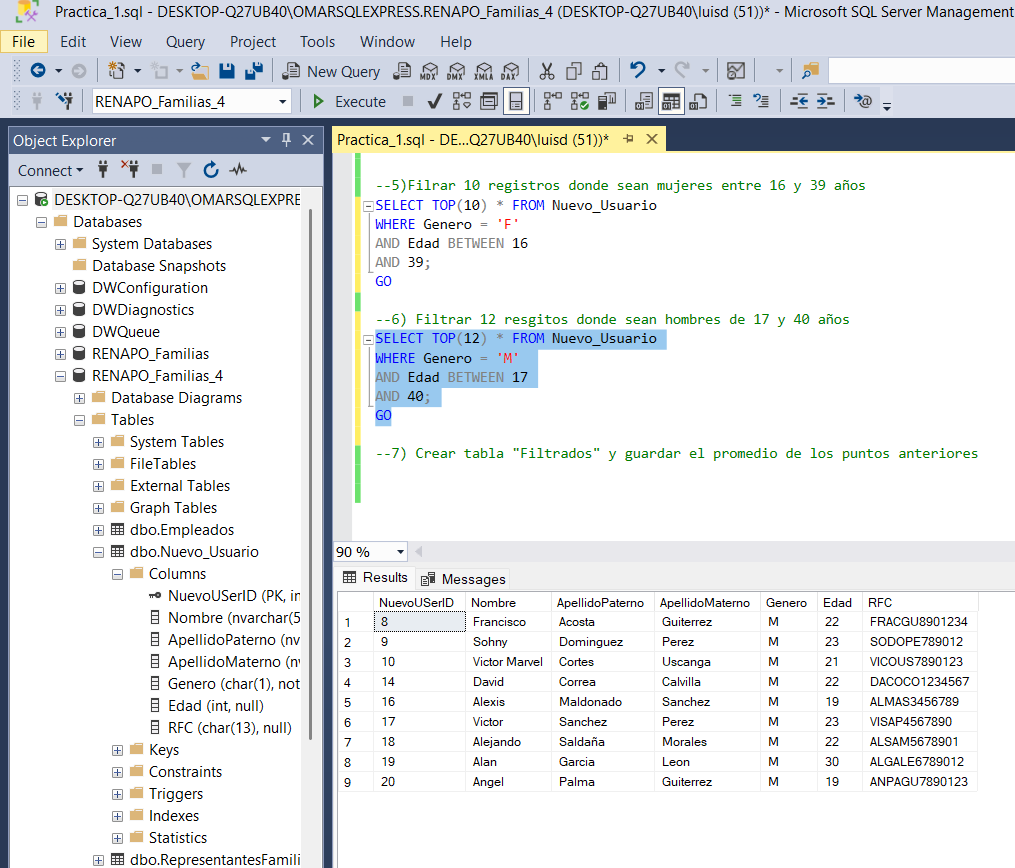 Practica_1.sql - DESKTOP-Q27UB40\OMARSQLEXPRESS.RENAPO_Familias_4 (DESKTOP-Q27UB40\luisd (51))* - Microsoft SQL Server Management
File Edit View Query Project Tools Window Help
New Query MDX DMX XMLA DAX
RENAPO_Familias_4 Execute
Object Explorer
Connect
DESKTOP-Q27UB40\OMARSQLEXPRE
Databases
System Databases
Database Snapshots
DWConfiguration
DWDiagnostics
DWQueue
RENAPO_Familias
RENAPO_Familias_4
Database Diagrams
Tables
System Tables
FileTables
External Tables
Graph Tables
dbo.Empleados
dbo.Nuevo_Usuario
Columns
NuevoUSerID (PK, in
Nombre (nvarchar(5
ApellidoPaterno (nv
ApellidoMaterno (nv
Genero (char(1), not
Edad (int, null)
RFC (char(13), null)
Keys
Constraints
Triggers
Indexes
Statistics
dbo.RepresentantesFamili
Practica_1.sql - DE...Q27UB40\luisd (51))*
--5)Filrar 10 registros donde sean mujeres entre 16 y 39 años
SELECT TOP(10) * FROM Nuevo_Usuario
WHERE Genero = 'F'
AND Edad BETWEEN 16
AND 39;
GO
--6) Filtrar 12 resgitos donde sean hombres de 17 y 40 años
SELECT TOP(12) * FROM Nuevo_Usuario
WHERE Genero = 'M'
AND Edad BETWEEN 17
AND 40;
GO
--7) Crear tabla "Filtrados" y guardar el promedio de los puntos anteriores
90 %
Results Messages
NuevoUSerID Nombre ApellidoPaterno ApellidoMaterno Genero Edad RFC
1 8 Francisco Acosta Guiterrez M 22 FRACGU8901234
2 9 Sohny Dominguez Perez M 23 SODOPE789012
3 10 Victor Marvel Cortes Uscanga M 21 VICOUS7890123
4 14 David Correa Calvilla M 22 DACOCO1234567
5 16 Alexis Maldonado Sanchez M 19 ALMAS3456789
6 17 Victor Sanchez Perez M 23 VISAP4567890
7 18 Alejando Saldaña Morales M 22 ALSAM5678901
8 19 Alan Garcia Leon M 30 ALGALE6789012
9 20 Angel Palma Guiterrez M 19 ANPAGU7890123